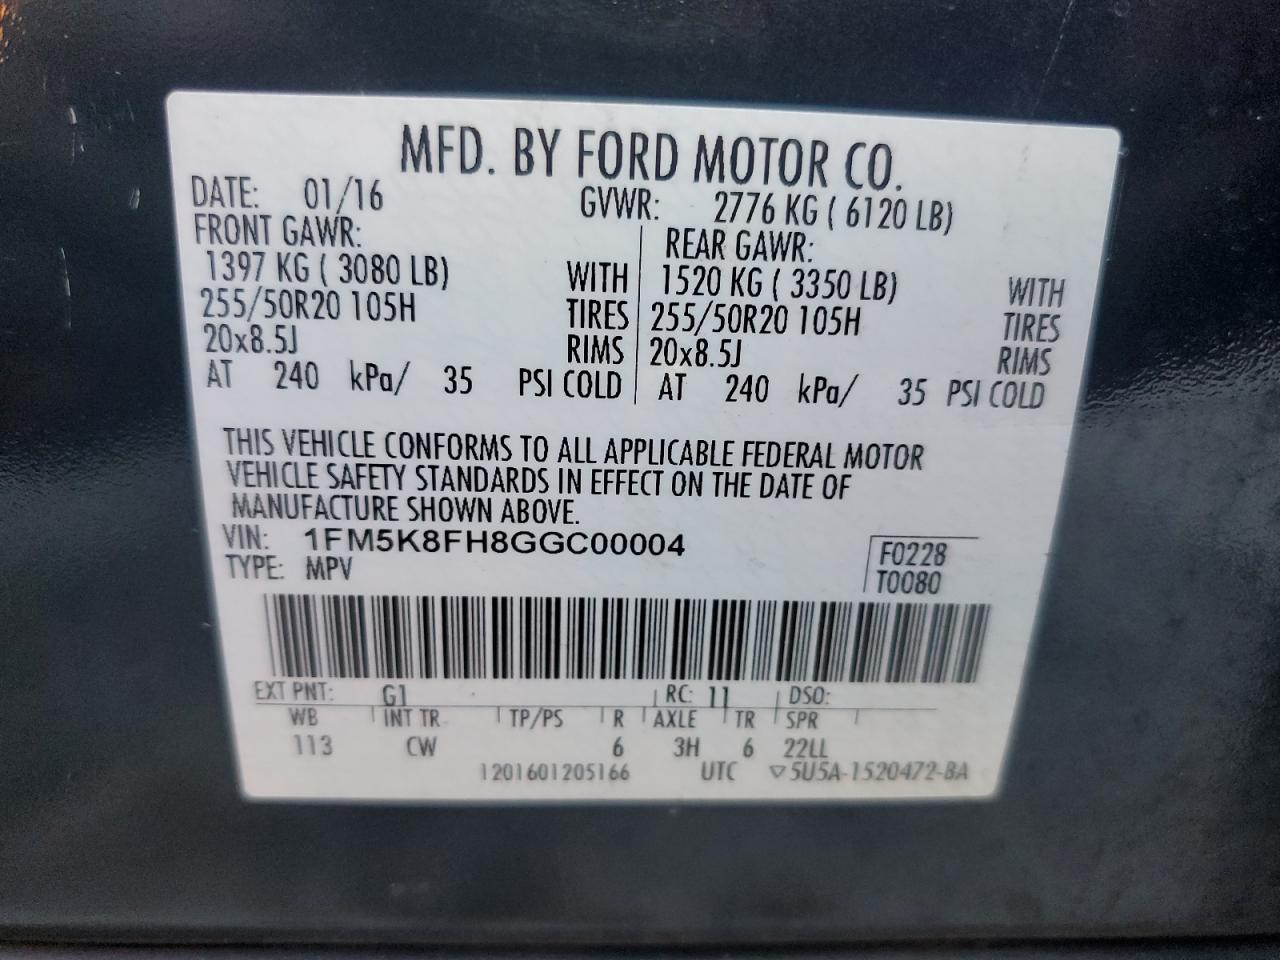 MFD. BY FORD MOTOR CO.
DATE: 01/16 GVWR: 2776 KG ( 6120 LB)
FRONT GAWR: REAR GAWR:
1397 KG ( 3080 LB) WITH 1520 KG ( 3350 LB) WITH
255/50R20 105H TIRES 255/50R20 105H TIRES
20x8.5J RIMS 20x8.5J RIMS
AT 240 kPa/ 35 PSI COLD AT 240 kPa/ 35 PSI COLD
THIS VEHICLE CONFORMS TO ALL APPLICABLE FEDERAL MOTOR
VEHICLE SAFETY STANDARDS IN EFFECT ON THE DATE OF
MANUFACTURE SHOWN ABOVE.
VIN: 1FM5K8FH8GGC00004 F0228
TYPE: MPV T0080
EXT PNT: G1 RC: 11 DSO:
WB INT TR TP/PS R AXLE TR SPR
113 CW 6 3H 6 22LL
1201601205166 UTC ▽5U5A-1520472-BA